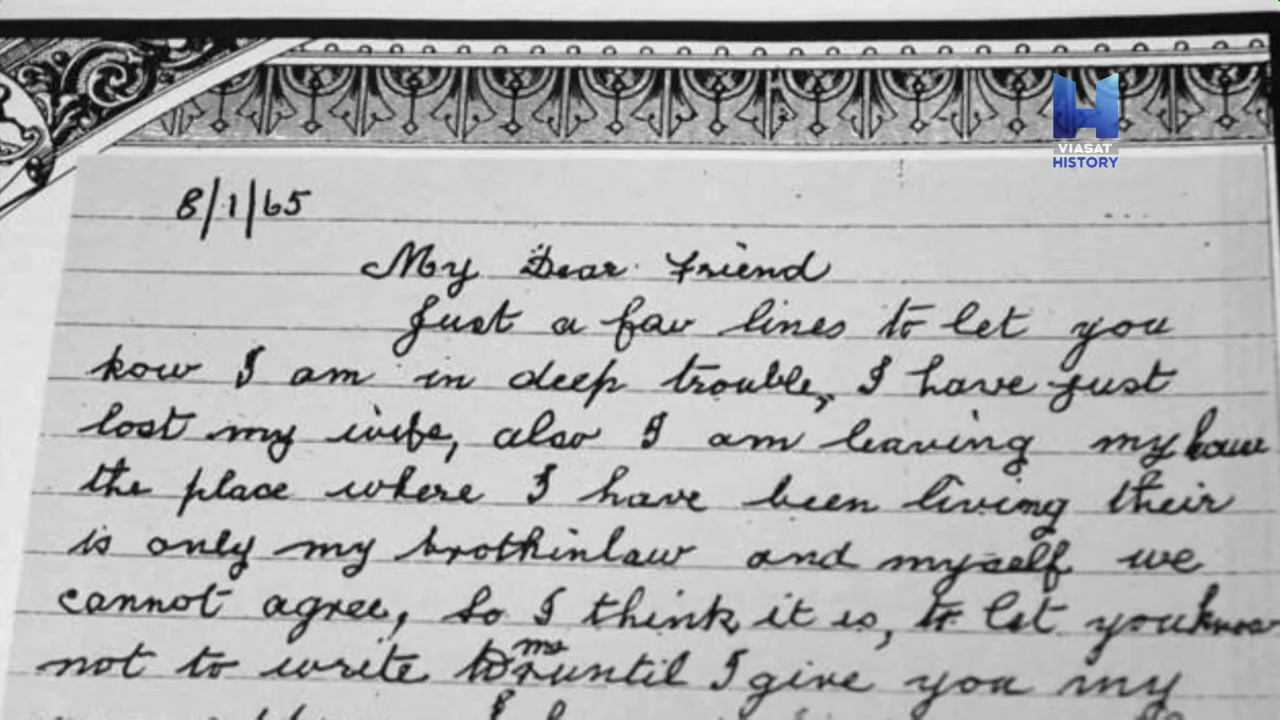 VIASAT
HISTORY
8/1/65
My Dear Friend
Just a few lines to let you
kow I am in deep trouble, I have just
lost my wife, also I am leaving my
the place where I have been living their
is only my brothinlaw and myself we
cannot agree, So I think it is, to let you know
not to write to me until I give you my